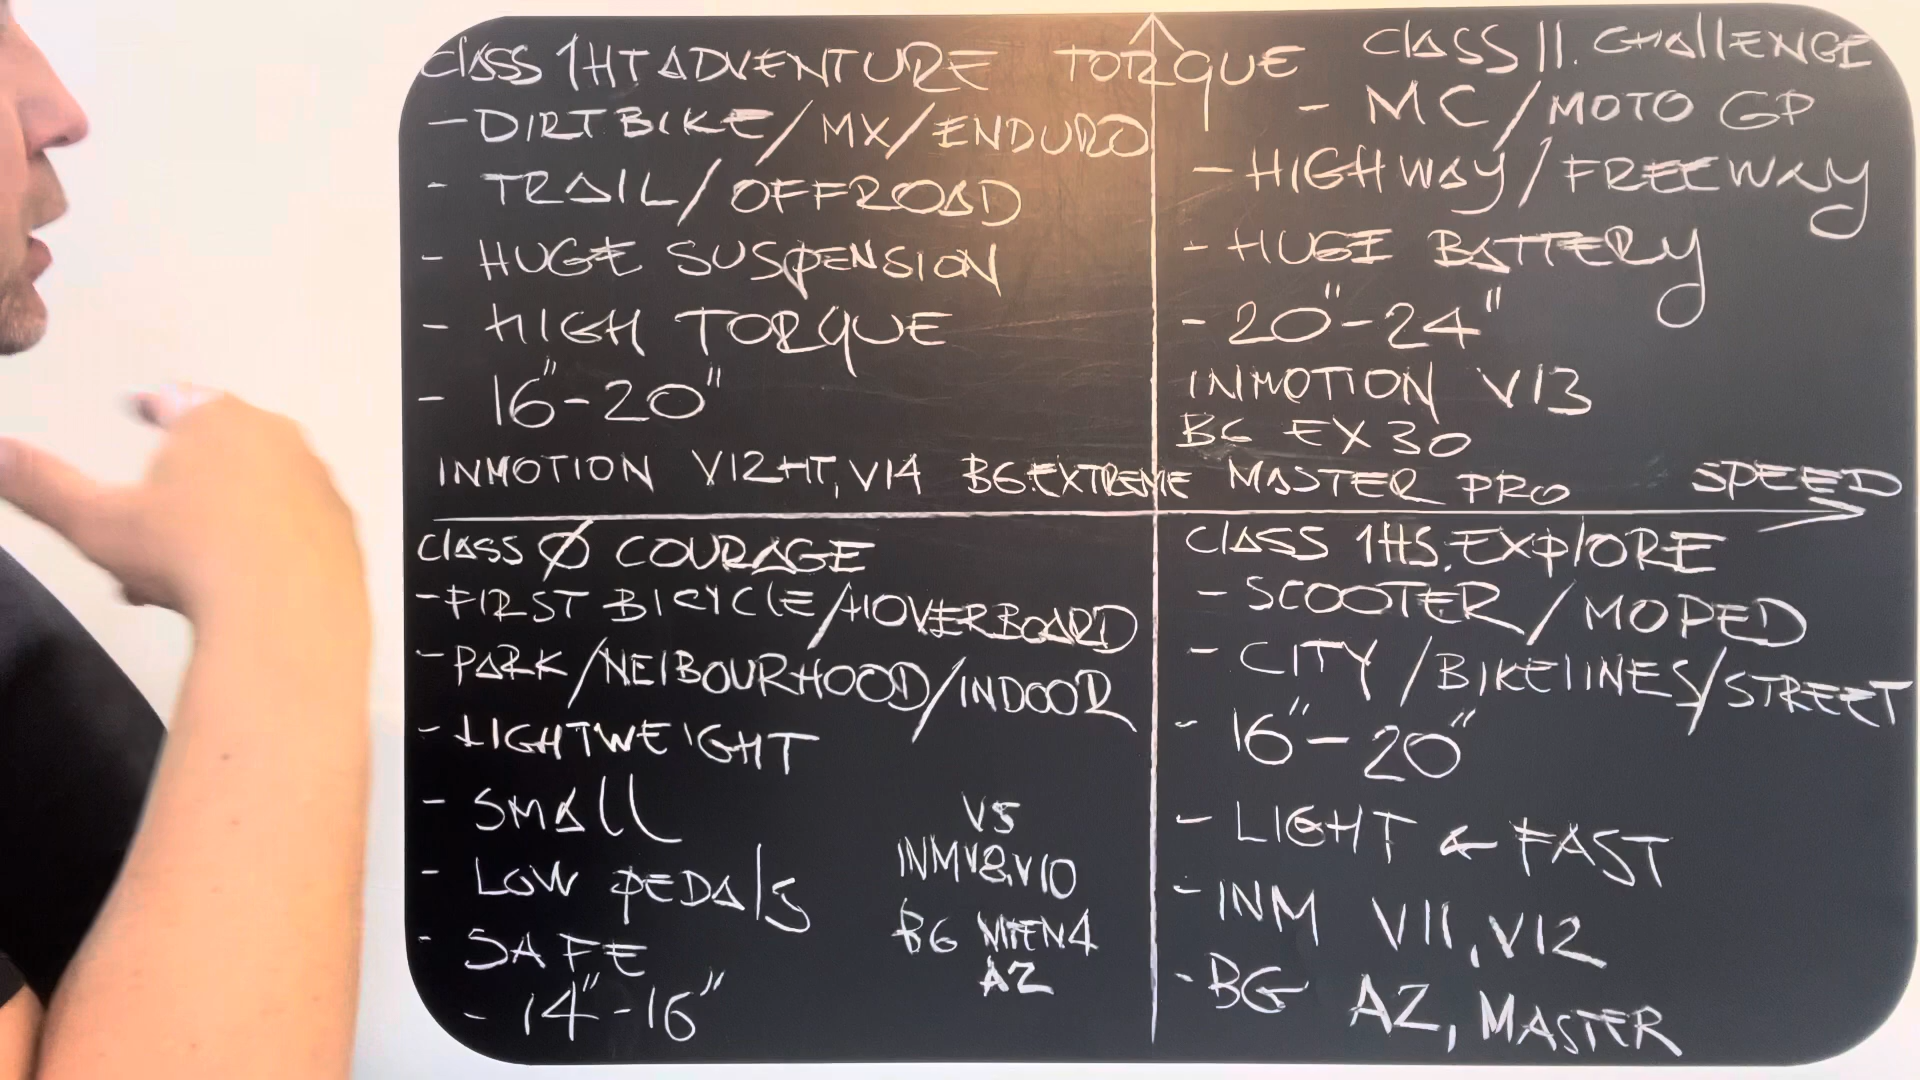 CLASS 1HT ADVENTURE
- DIRTBIKE/MX/ENDURO
- TRAIL/OFFROAD
- HUGE SUSPENSION
- HIGH TORQUE
- 16"-20"
INMOTION V12HT, V14 BG.EXTREME
TORQUE
CLASS II. CHALLENGE
- MC/MOTO GP
- HIGHWAY/FREEWAY
- HUGE BATTERY
- 20"-24"
INMOTION V13
BG EX30
MASTER PRO
SPEED
CLASS Ø COURAGE
- FIRST BICYCLE/HOVERBOARD
- PARK/NEIBOURHOOD/INDOOR
- LIGHTWEIGHT
- SMALL
- LOW PEDALS
- SAFE
- 14"-16"
V5
INM V8, V10
BG MTEN4
AZ
CLASS 1HS. EXPLORE
- SCOOTER/MOPED
- CITY/BIKELINES/STREET
- 16"-20"
- LIGHT & FAST
- INM V11, V12
- BG AZ, MASTER